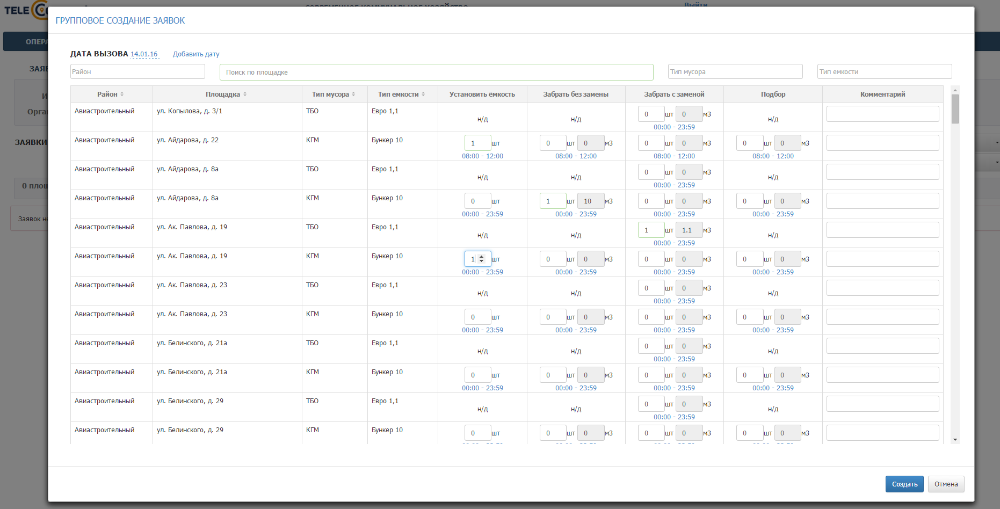 TELE
СОВРЕМЕННОЕ КОММУНАЛЬНОЕ ХОЗЯЙСТВО
Выйти
ГРУППОВОЕ СОЗДАНИЕ ЗАЯВОК
ОПЕРА
ЗАЯВ
И
Орга
ЗАЯВКИ
0 площ
Заявок не
ДАТА ВЫЗОВА 14.01.16 Добавить дату
Район Поиск по площадке Тип мусора Тип емкости
Район Площадка Тип мусора Тип емкости Установить ёмкость Забрать без замены Забрать с заменой Подбор Комментарий
Авиастроительный ул. Копылова, д. 3/1 ТБО Евро 1,1 н/д н/д 0 шт 0 м3 н/д
00:00 - 23:59
Авиастроительный ул. Айдарова, д. 22 КГМ Бункер 10 1 шт 0 шт 0 м3 0 шт 0 м3 0 шт 0 м3
08:00 - 12:00 08:00 - 12:00 08:00 - 12:00 08:00 - 12:00
Авиастроительный ул. Айдарова, д. 8а ТБО Евро 1,1 н/д н/д 0 шт 0 м3 н/д
00:00 - 23:59
Авиастроительный ул. Айдарова, д. 8а КГМ Бункер 10 0 шт 1 шт 10 м3 0 шт 0 м3 0 шт 0 м3
00:00 - 23:59 00:00 - 23:59 00:00 - 23:59 00:00 - 23:59
Авиастроительный ул. Ак. Павлова, д. 19 ТБО Евро 1,1 н/д н/д 1 шт 1.1 м3 н/д
00:00 - 23:59
Авиастроительный ул. Ак. Павлова, д. 19 КГМ Бункер 10 1 шт 0 шт 0 м3 0 шт 0 м3 0 шт 0 м3
00:00 - 23:59 00:00 - 23:59 00:00 - 23:59 00:00 - 23:59
Авиастроительный ул. Ак. Павлова, д. 23 ТБО Евро 1,1 н/д н/д 0 шт 0 м3 н/д
00:00 - 23:59
Авиастроительный ул. Ак. Павлова, д. 23 КГМ Бункер 10 0 шт 0 шт 0 м3 0 шт 0 м3 0 шт 0 м3
00:00 - 23:59 00:00 - 23:59 00:00 - 23:59 00:00 - 23:59
Авиастроительный ул. Белинского, д. 21а ТБО Евро 1,1 н/д н/д 0 шт 0 м3 н/д
00:00 - 23:59
Авиастроительный ул. Белинского, д. 21а КГМ Бункер 10 0 шт 0 шт 0 м3 0 шт 0 м3 0 шт 0 м3
00:00 - 23:59 00:00 - 23:59 00:00 - 23:59 00:00 - 23:59
Авиастроительный ул. Белинского, д. 29 ТБО Евро 1,1 н/д н/д 0 шт 0 м3 н/д
00:00 - 23:59
Авиастроительный ул. Белинского, д. 29 КГМ Бункер 10 0 шт 0 шт 0 м3 0 шт 0 м3 0 шт 0 м3
Создать Отмена